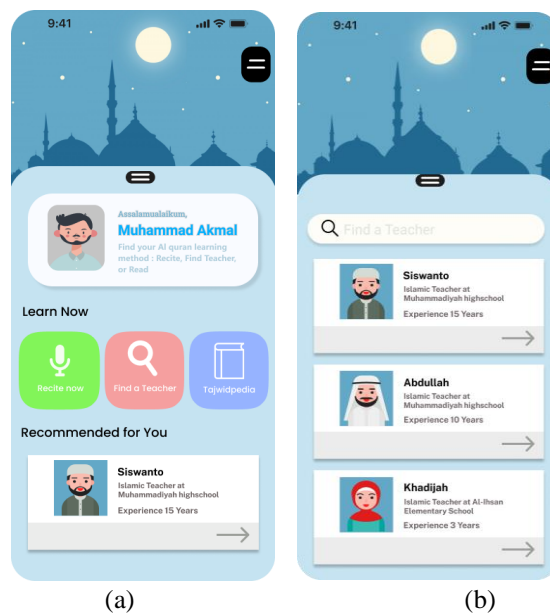 9:41
Assalamualaikum,
Muhammad Akmal
Find your Al quran learning
method : Recite, Find Teacher,
or Read
Learn Now
Recite now
Find a Teacher
Tajwidpedia
Recommended for You
Siswanto
Islamic Teacher at
Muhammadiyah highschool
Experience 15 Years
(a)
9:41
Find a Teacher
Siswanto
Islamic Teacher at
Muhammadiyah highschool
Experience 15 Years
Abdullah
Islamic Teacher at
Muhammadiyah highschool
Experience 10 Years
Khadijah
Islamic Teacher at Al-Ihsan
Elementary School
Experience 3 Years
(b)